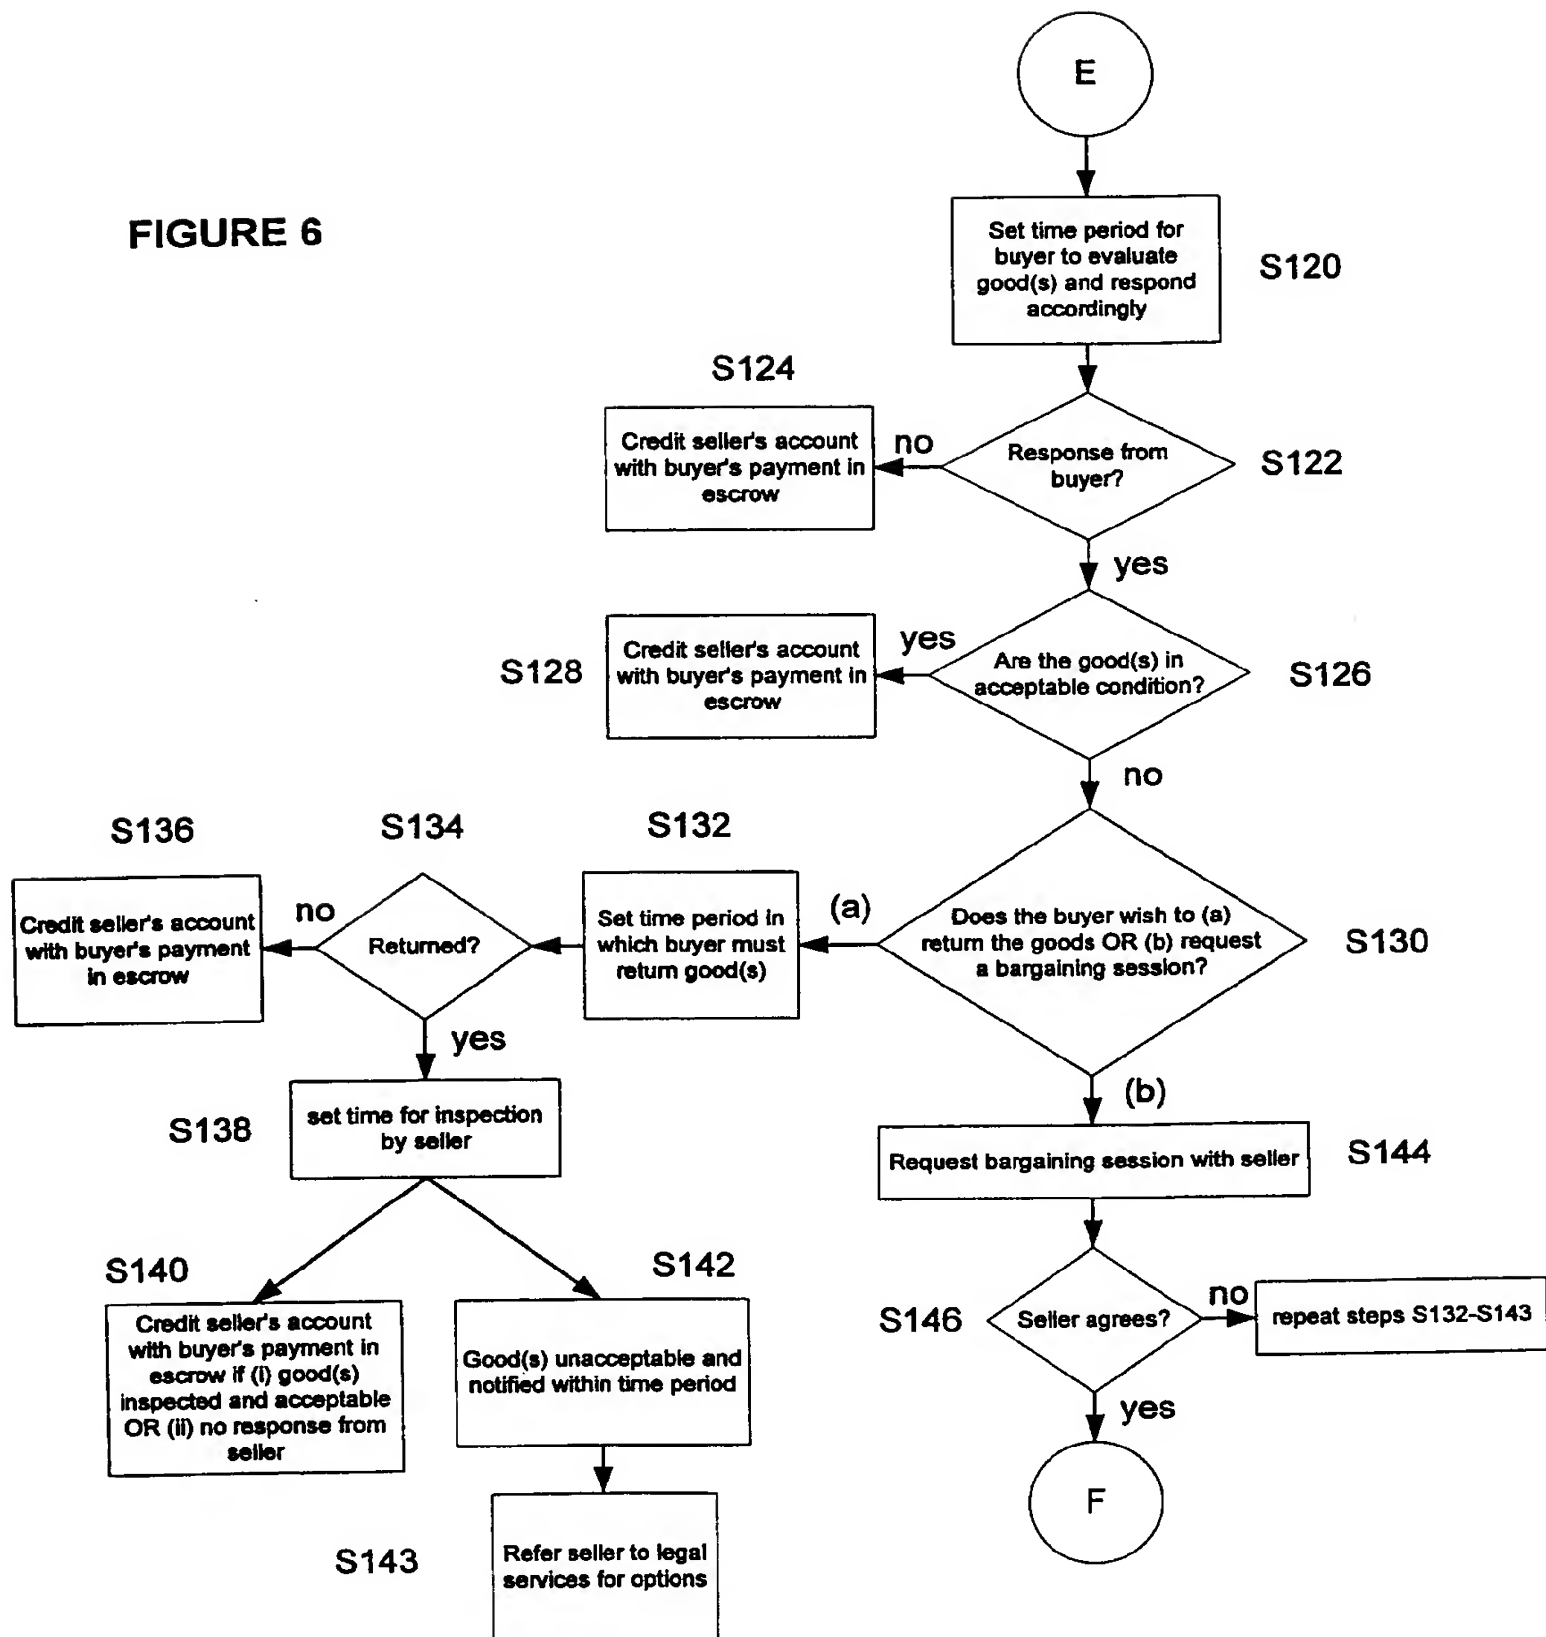 E
FIGURE 6
Set time period for
buyer to evaluate
good(s) and respond
accordingly
S120
S124
Credit seller's account
with buyer's payment in
escrow
no
Response from
buyer?
S122
yes
S128
Credit seller's account
with buyer's payment in
escrow
yes
Are the good(s) in
acceptable condition?
S126
no
S136
Credit seller's account
with buyer's payment
in escrow
no
S134
Returned?
S132
Set time period in
which buyer must
return good(s)
(a)
Does the buyer wish to (a)
return the goods OR (b) request
a bargaining session?
S130
yes
S138
set time for inspection
by seller
(b)
Request bargaining session with seller
S144
S140
Credit seller's account
with buyer's payment in
escrow if (i) good(s)
inspected and acceptable
OR (ii) no response from
seller
S142
Good(s) unacceptable and
notified within time period
S146
Seller agrees?
no
repeat steps S132-S143
yes
F
S143
Refer seller to legal
services for options